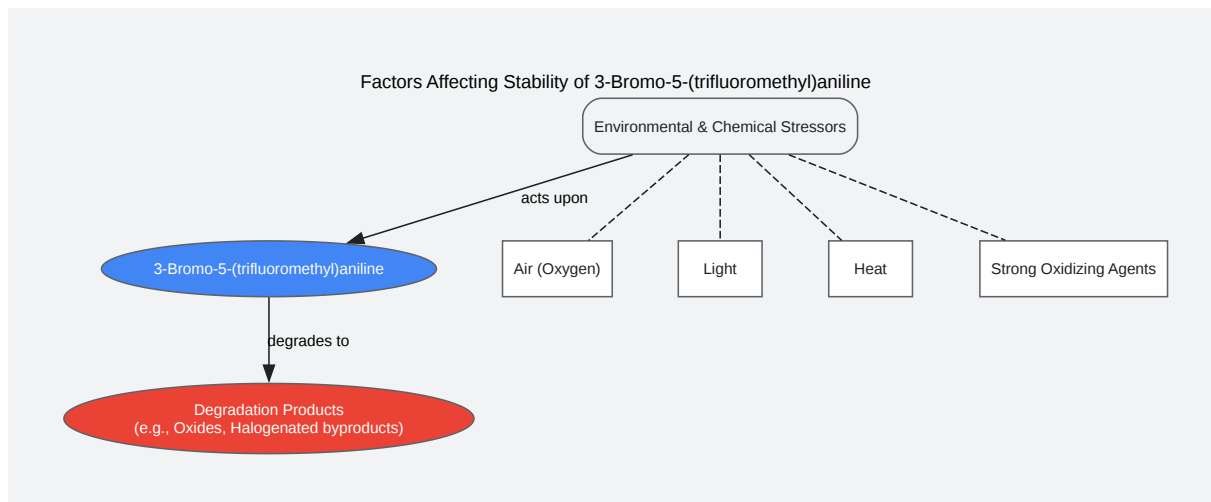 Factors Affecting Stability of 3-Bromo-5-(trifluoromethyl)aniline
Environmental & Chemical Stressors
acts upon
3-Bromo-5-(trifluoromethyl)aniline
Air (Oxygen)
Light
Heat
Strong Oxidizing Agents
degrades to
Degradation Products
(e.g., Oxides, Halogenated byproducts)